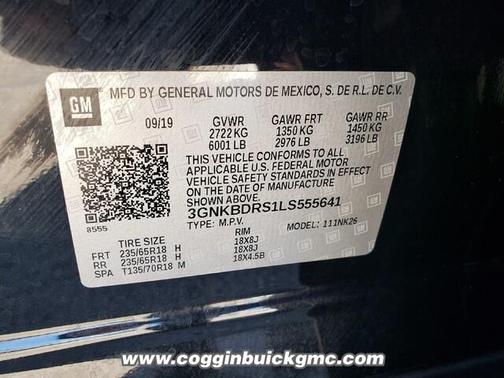 GM MFD BY GENERAL MOTORS DE MEXICO, S. DE R.L. DE C.V.
09/19 GVWR GAWR FRT GAWR RR
2722 KG 1350 KG 1450 KG
6001 LB 2976 LB 3196 LB
THIS VEHICLE CONFORMS TO ALL
APPLICABLE U.S. FEDERAL MOTOR
VEHICLE SAFETY STANDARDS IN EFFECT
ON THE DATE OF MANUFACTURE SHOWN ABOVE.
3GNKBDRS1LS555641
8555 TYPE: M.P.V. MODEL: 111NK26
TIRE SIZE RIM
FRT 235/65R18 H 18X8J
RR 235/65R18 H 18X8J
SPA T135/70R18 M 18X4.5B
www.cogginbuickgmc.com